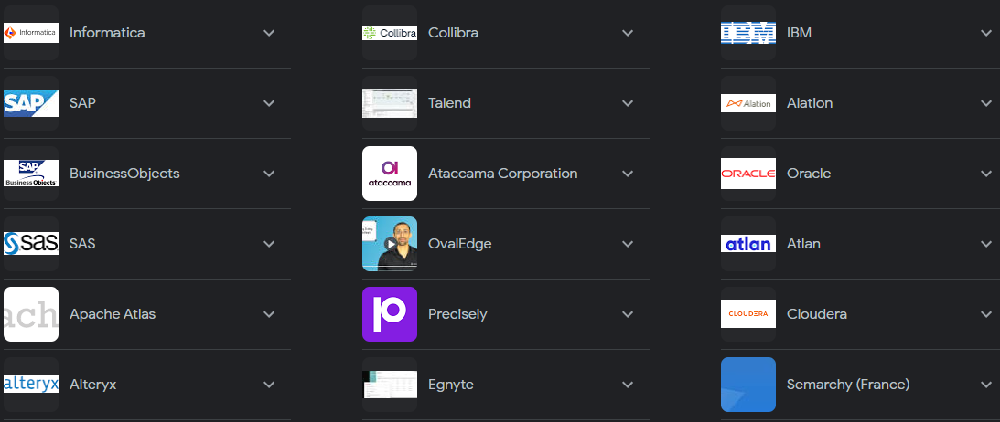 Informatica Informatica
Collibra Collibra
IBM IBM
SAP SAP
Talend
Alation Alation
SAP Business Objects BusinessObjects
ataccama Ataccama Corporation
ORACLE Oracle
sas SAS
OvalEdge
atlan Atlan
ach Apache Atlas
Precisely
CLOUDERA Cloudera
alteryx Alteryx
Egnyte
Semarchy (France)